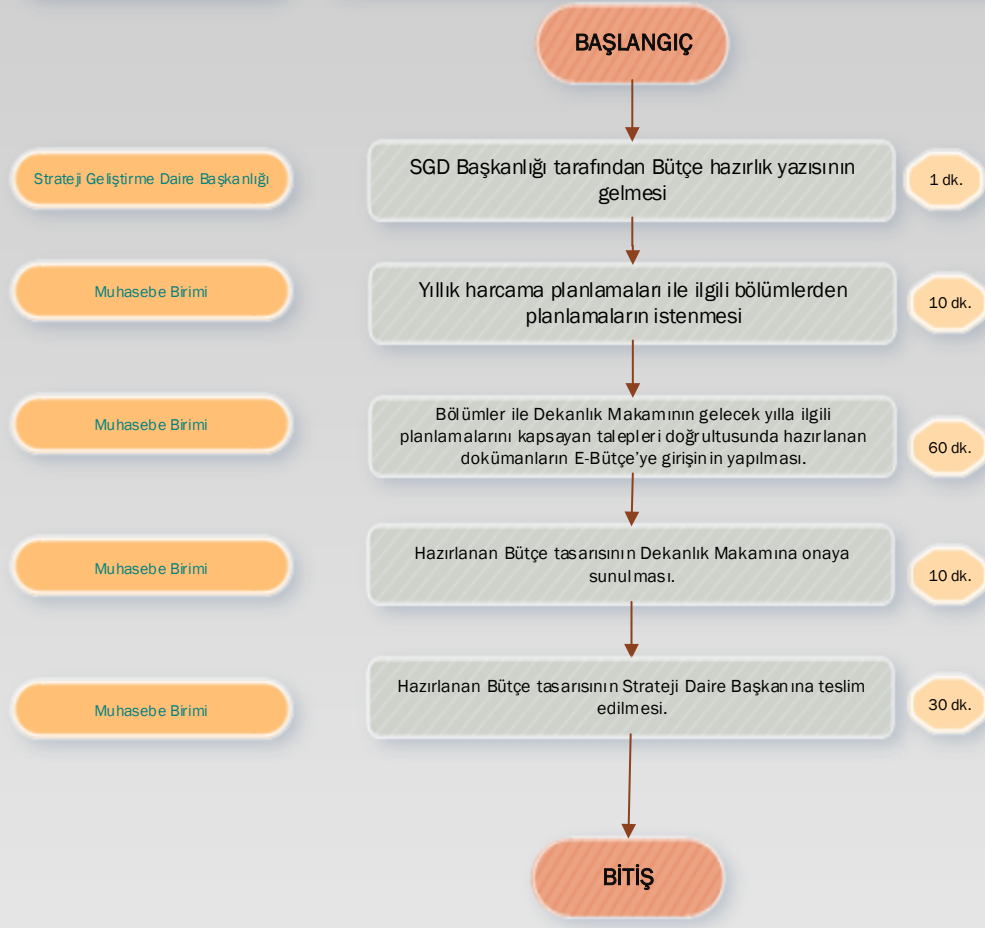 BAŞLANGIÇ
Strateji Geliştirme Daire Başkanlığı
SGD Başkanlığı tarafından Bütçe hazırlık yazısının
gelmesi
1 dk.
Muhasebe Birimi
Yıllık harcama planlamaları ile ilgili bölümlerden
planlamaların istenmesi
10 dk.
Muhasebe Birimi
Bölümler ile Dekanlık Makamının gelecek yılla ilgili
planlamalarını kapsayan talepleri doğrultusunda hazırlanan
dokümanların E-Bütçe’ye girişinin yapılması.
60 dk.
Muhasebe Birimi
Hazırlanan Bütçe tasarısının Dekanlık Makamına onaya
sunulması.
10 dk.
Muhasebe Birimi
Hazırlanan Bütçe tasarısının Strateji Daire Başkanına teslim
edilmesi.
30 dk.
BİTİŞ